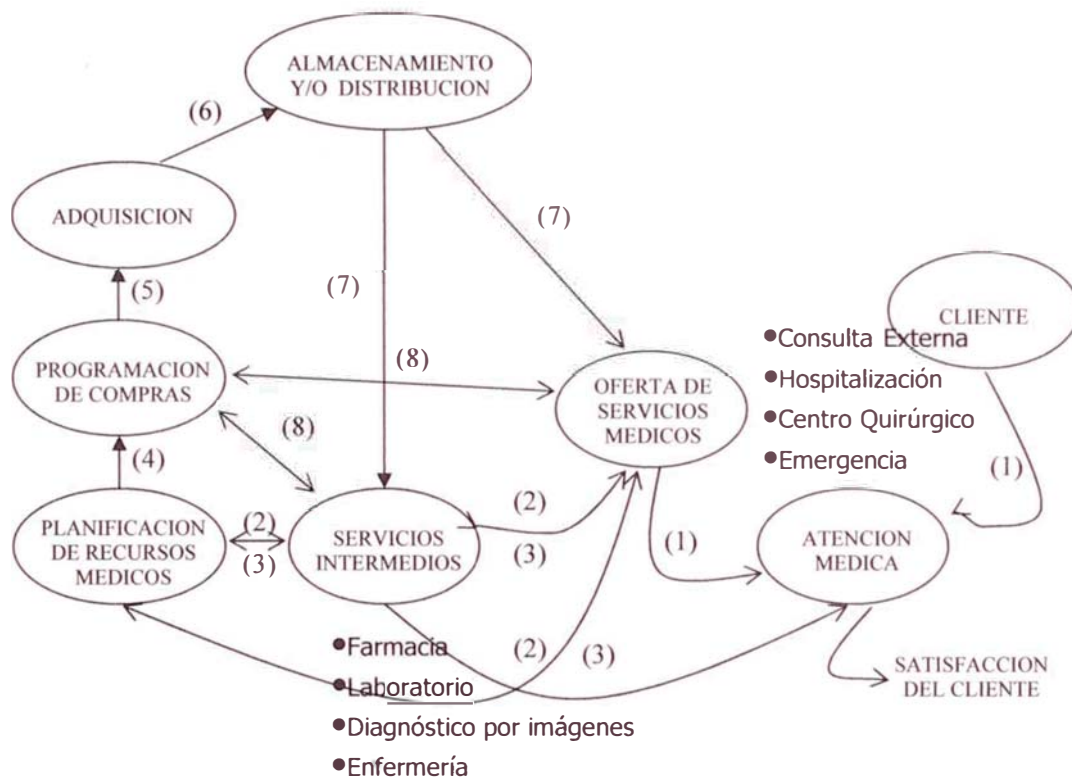 ALMACENAMIENTO
Y/O DISTRIBUCION
(6)
ADQUISICION
(7)
(7)
(5)
CLIENTE
●Consulta Externa
(8)
PROGRAMACION
DE COMPRAS
OFERTA DE
SERVICIOS
MEDICOS
●Hospitalización
●Centro Quirúrgico
(8)
●Emergencia
(4)
(1)
(2)
(2)
PLANIFICACION
DE RECURSOS
MEDICOS
(3)
SERVICIOS
INTERMEDIOS
(3)
(1)
ATENCION
MEDICA
●Farmacia
(2)
(3)
●Laboratorio
SATISFACCION
DEL CLIENTE
●Diagnóstico por imágenes
●Enfermería